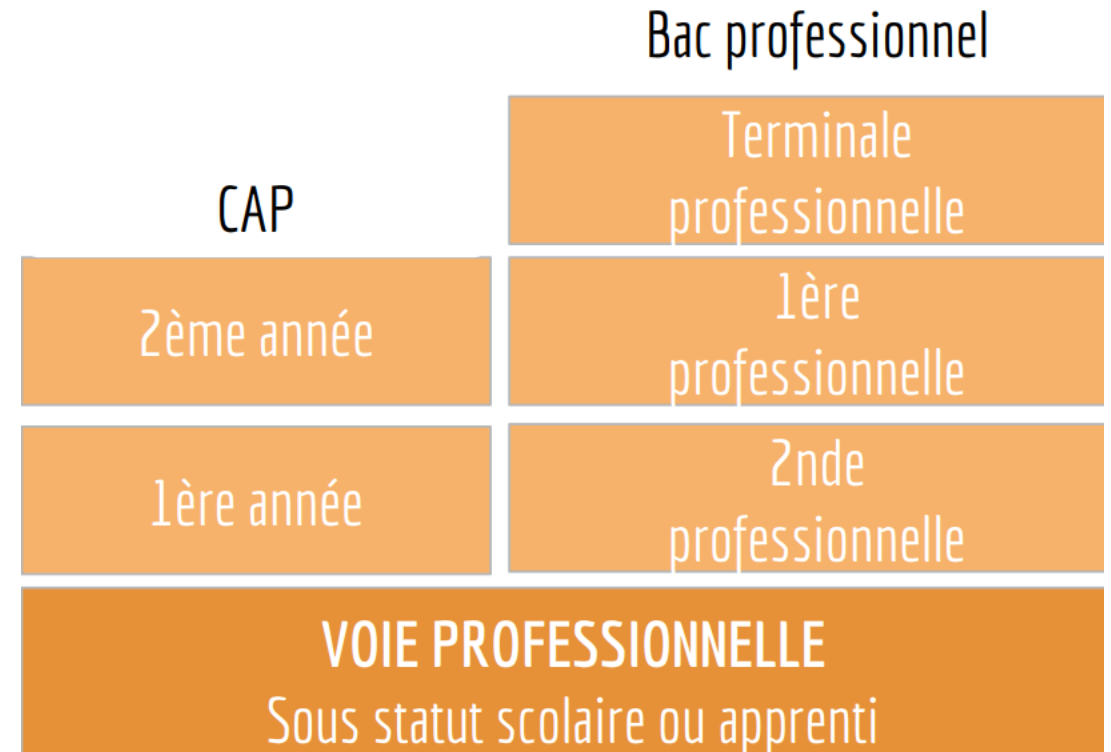 Bac professionnel
Terminale
professionnelle
CAP
2ème année
1ère
professionnelle
1ère année
2nde
professionnelle
VOIE PROFESSIONNELLE
Sous statut scolaire ou apprenti